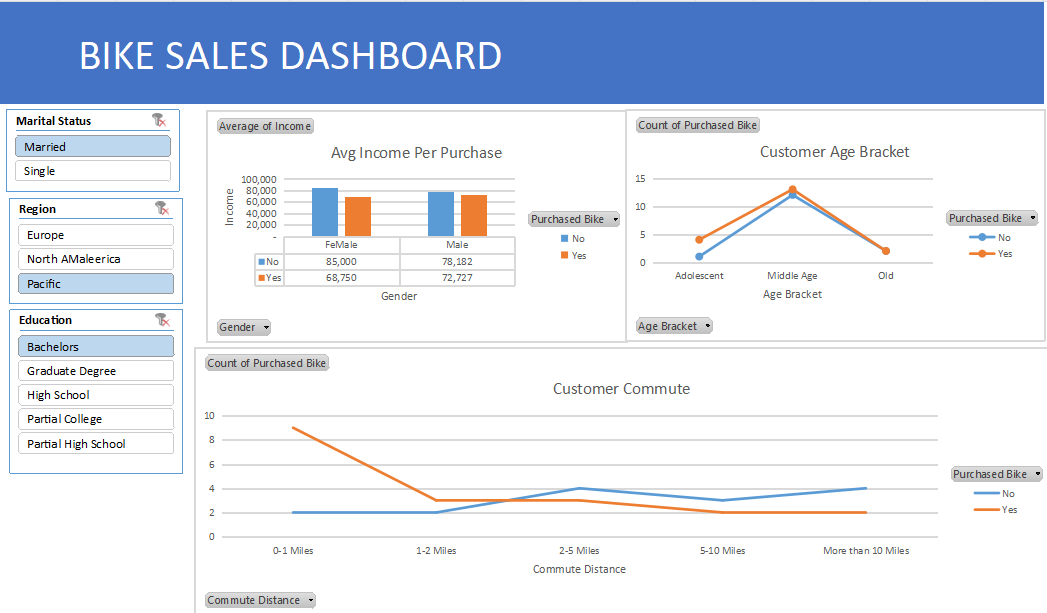 BIKE SALES DASHBOARD
Marital Status
Married
Single
Region
Europe
North AMaleerica
Pacific
Education
Bachelors
Graduate Degree
High School
Partial College
Partial High School
Average of Income
Avg Income Per Purchase
Income
100,000
80,000
60,000
40,000
20,000
-
FeMale Male
No 85,000 78,182
Yes 68,750 72,727
Gender
Purchased Bike
No
Yes
Gender
Count of Purchased Bike
Customer Age Bracket
15
10
5
0
Adolescent Middle Age Old
Age Bracket
Purchased Bike
No
Yes
Age Bracket
Count of Purchased Bike
Customer Commute
10
8
6
4
2
0
0-1 Miles 1-2 Miles 2-5 Miles 5-10 Miles More than 10 Miles
Commute Distance
Purchased Bike
No
Yes
Commute Distance